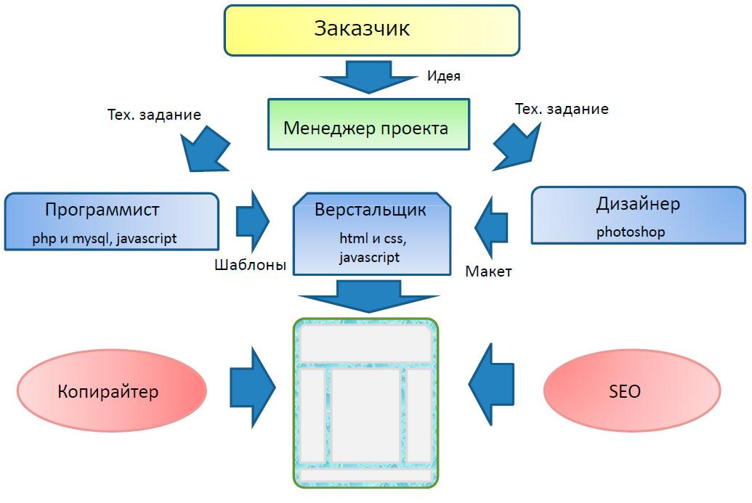 Заказчик
Идея
Менеджер проекта
Тех. задание
Тех. задание
Программист
php и mysql, javascript
Шаблоны
Верстальщик
html и css,
javascript
Дизайнер
photoshop
Макет
Копирайтер
SEO